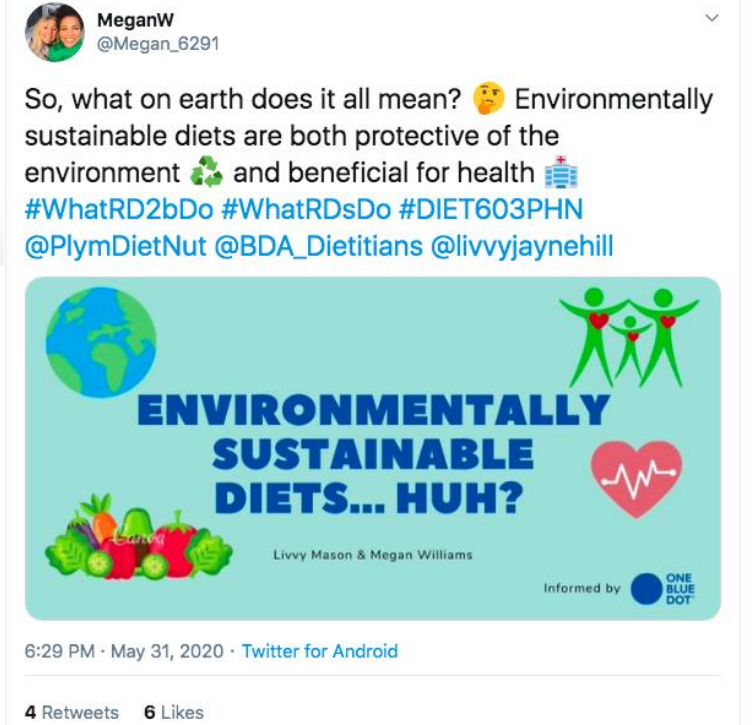 MeganW
@Megan_6291
So, what on earth does it all mean? 🤔 Environmentally
sustainable diets are both protective of the
environment ♻️ and beneficial for health 🏥
#WhatRD2bDo #WhatRDsDo #DIET603PHN
@PlymDietNut @BDA_Dietitians @livvyjaynehill
ENVIRONMENTALLY
SUSTAINABLE
DIETS... HUH?
Canva
Livvy Mason & Megan Williams
Informed by
ONE
BLUE
DOT
6:29 PM · May 31, 2020 · Twitter for Android
4 Retweets 6 Likes